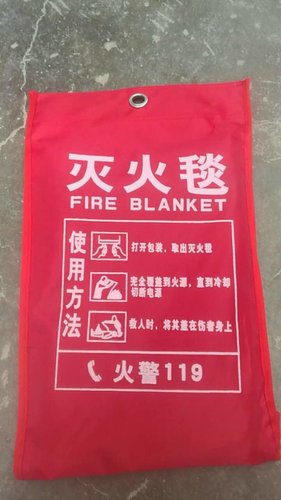 灭火毯
FIRE BLANKET
使用方法
打开包装，取出灭火毯
完全覆盖到火源，直到冷却
切断电源
救人时，将其盖在伤者身上
火警119